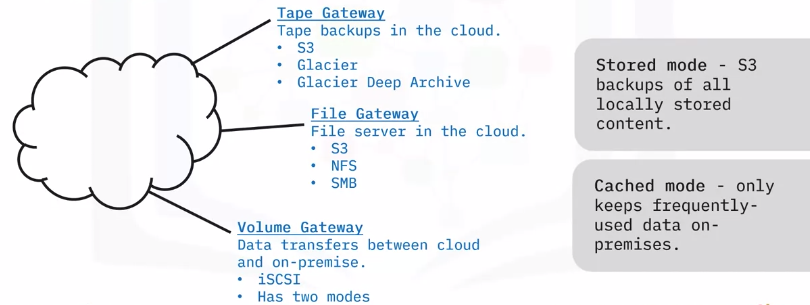 Tape Gateway
Tape backups in the cloud.
• S3
• Glacier
• Glacier Deep Archive
File Gateway
File server in the cloud.
• S3
• NFS
• SMB
Volume Gateway
Data transfers between cloud
and on-premise.
• iSCSI
• Has two modes
Stored mode - S3
backups of all
locally stored
content.
Cached mode - only
keeps frequently-
used data on-
premises.